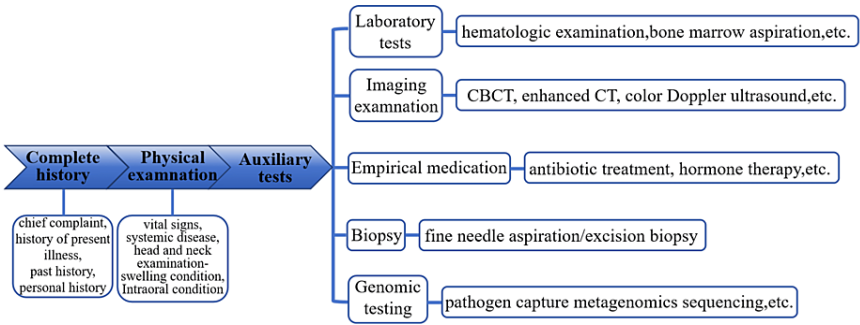 Complete
history
Physical
examnation
Auxiliary
tests
chief complaint,
history of present
illness,
past history,
personal history
vital signs,
systemic disease,
head and neck
examination-
swelling condition,
Intraoral condition
Laboratory
tests
hematologic examination,bone marrow aspiration,etc.
Imaging
examnation
CBCT, enhanced CT, color Doppler ultrasound,etc.
Empirical medication
antibiotic treatment, hormone therapy,etc.
Biopsy
fine needle aspiration/excision biopsy
Genomic
testing
pathogen capture metagenomics sequencing,etc.